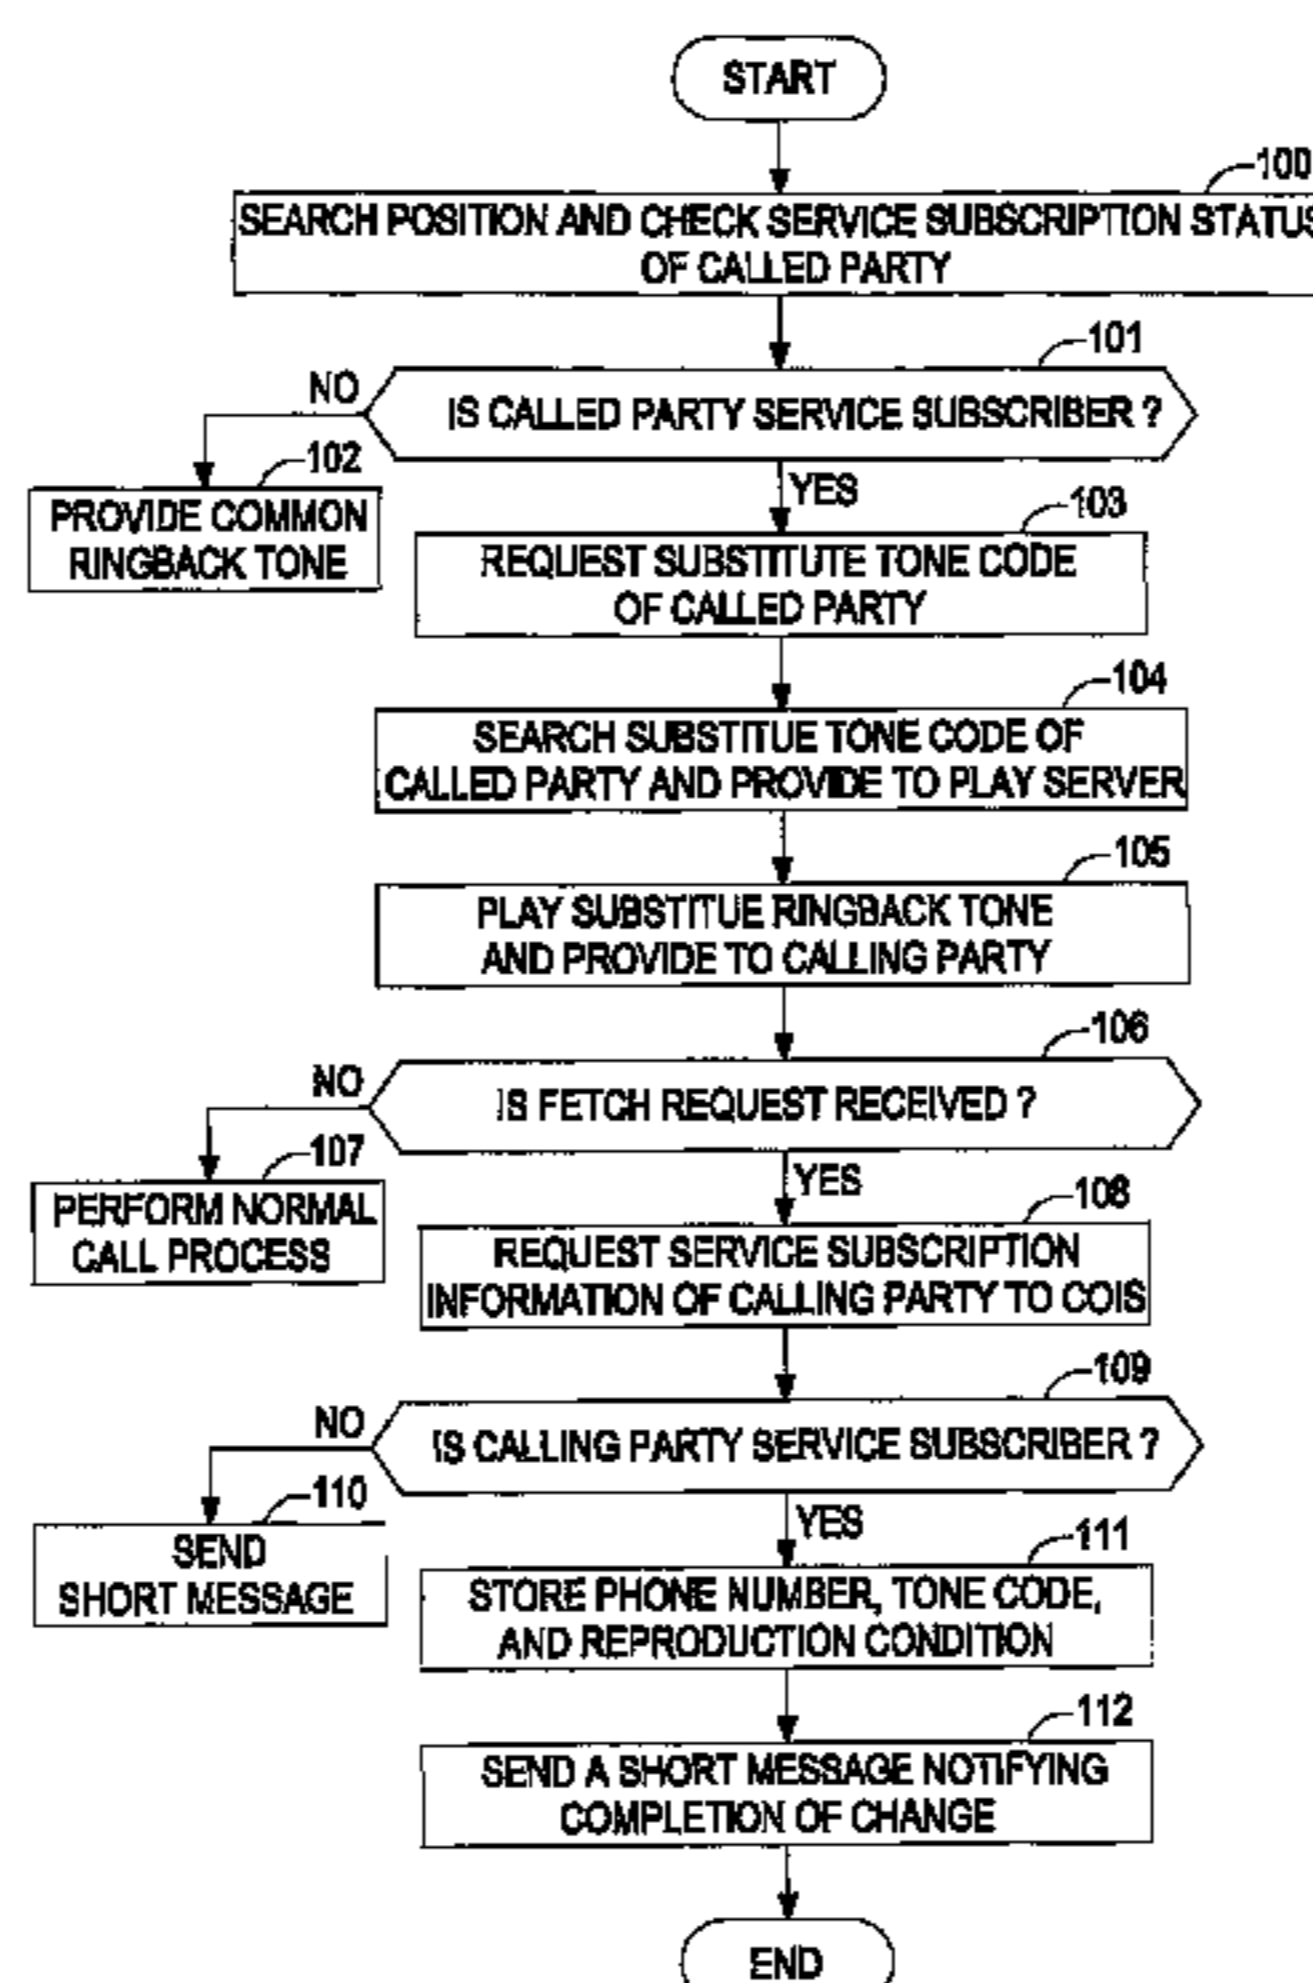 START
100
SEARCH POSITION AND CHECK SERVICE SUBSCRIPTION STATUS
OF CALLED PARTY
101
NO
IS CALLED PARTY SERVICE SUBSCRIBER ?
102
YES
PROVIDE COMMON
RINGBACK TONE
103
REQUEST SUBSTITUTE TONE CODE
OF CALLED PARTY
104
SEARCH SUBSTITUE TONE CODE OF
CALLED PARTY AND PROVIDE TO PLAY SERVER
105
PLAY SUBSTITUE RINGBACK TONE
AND PROVIDE TO CALLING PARTY
106
NO
IS FETCH REQUEST RECEIVED ?
107
YES
PERFORM NORMAL
CALL PROCESS
108
REQUEST SERVICE SUBSCRIPTION
INFORMATION OF CALLING PARTY TO COIS
109
NO
IS CALLING PARTY SERVICE SUBSCRIBER ?
110
YES
SEND
SHORT MESSAGE
111
STORE PHONE NUMBER, TONE CODE,
AND REPRODUCTION CONDITION
112
SEND A SHORT MESSAGE NOTIFYING
COMPLETION OF CHANGE
END